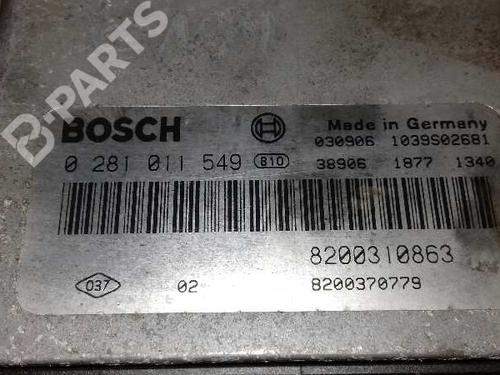 B-PARTS
BOSCH
Made in Germany
030906 1039S02681
0 281 011 549 B10
38906 1877 1340
8200310863
037 02 8200370779